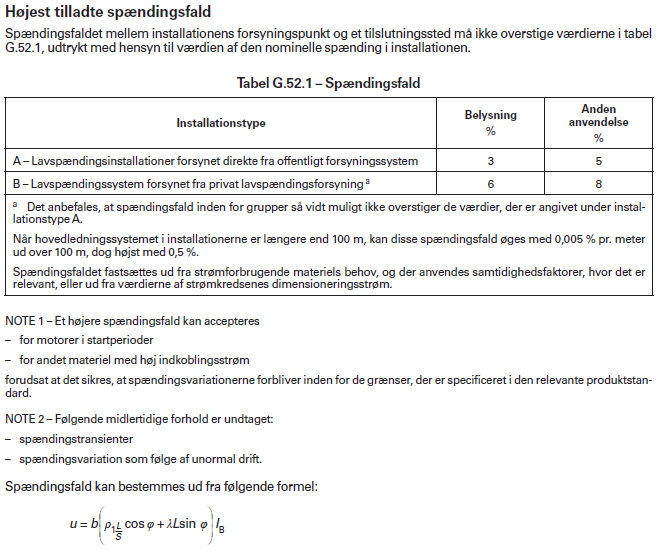 Højest tilladte spændingsfald
Spændingsfaldet mellem installationens forsyningspunkt og et tilslutningssted må ikke overstige værdierne i tabel
G.52.1, udtrykt med hensyn til værdien af den nominelle spænding i installationen.
Tabel G.52.1 – Spændingsfald
Installationstype
Belysning
%
Anden
anvendelse
%
A – Lavspændingsinstallationer forsynet direkte fra offentligt forsyningssystem 3 5
B – Lavspændingssystem forsynet fra privat lavspændingsforsyning a 6 8
a Det anbefales, at spændingsfald inden for grupper så vidt muligt ikke overstiger de værdier, der er angivet under instal-
lationstype A.
Når hovedledningssystemet i installationerne er længere end 100 m, kan disse spændingsfald øges med 0,005 % pr. meter
ud over 100 m, dog højst med 0,5 %.
Spændingsfaldet fastsættes ud fra strømforbrugende materiels behov, og der anvendes samtidighedsfaktorer, hvor det er
relevant, eller ud fra værdierne af strømkredsenes dimensioneringsstrøm.
NOTE 1 – Et højere spændingsfald kan accepteres
– for motorer i startperioder
– for andet materiel med høj indkoblingsstrøm
forudsat at det sikres, at spændingsvariationerne forbliver inden for de grænser, der er specificeret i den relevante produktstan-
dard.
NOTE 2 – Følgende midlertidige forhold er undtaget:
– spændingstransienter
– spændingsvariation som følge af unormal drift.
Spændingsfald kan bestemmes ud fra følgende formel:
u = b(ρ₁ L/S cos φ + λL sin φ) I_B